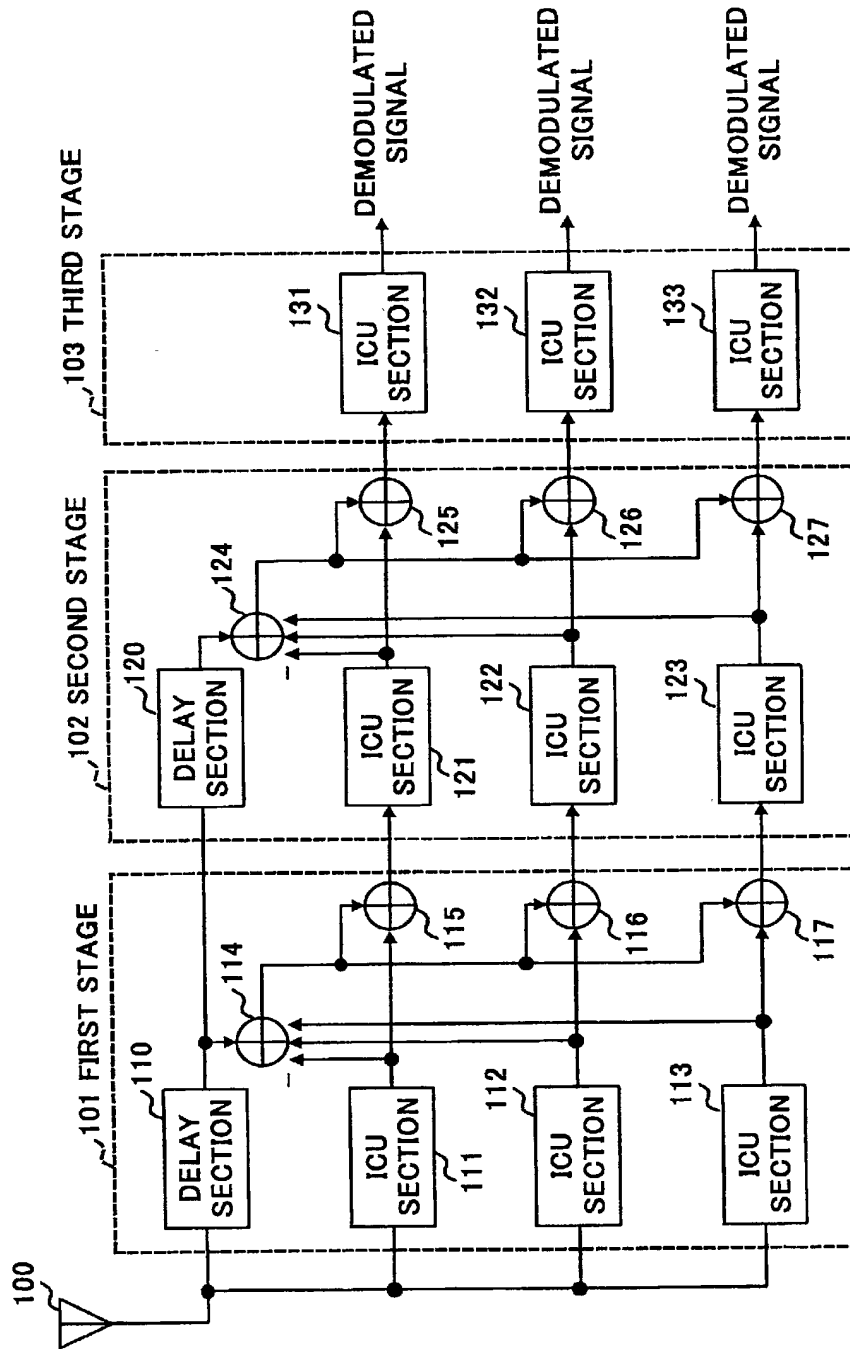 100
101 FIRST STAGE
110
DELAY
SECTION
114
−
ICU
SECTION
111
115
112
ICU
SECTION
116
113
ICU
SECTION
117
102 SECOND STAGE
120
DELAY
SECTION
124
−
ICU
SECTION
121
125
122
ICU
SECTION
126
123
ICU
SECTION
127
103 THIRD STAGE
131
ICU
SECTION
132
ICU
SECTION
133
ICU
SECTION
DEMODULATED
SIGNAL
DEMODULATED
SIGNAL
DEMODULATED
SIGNAL